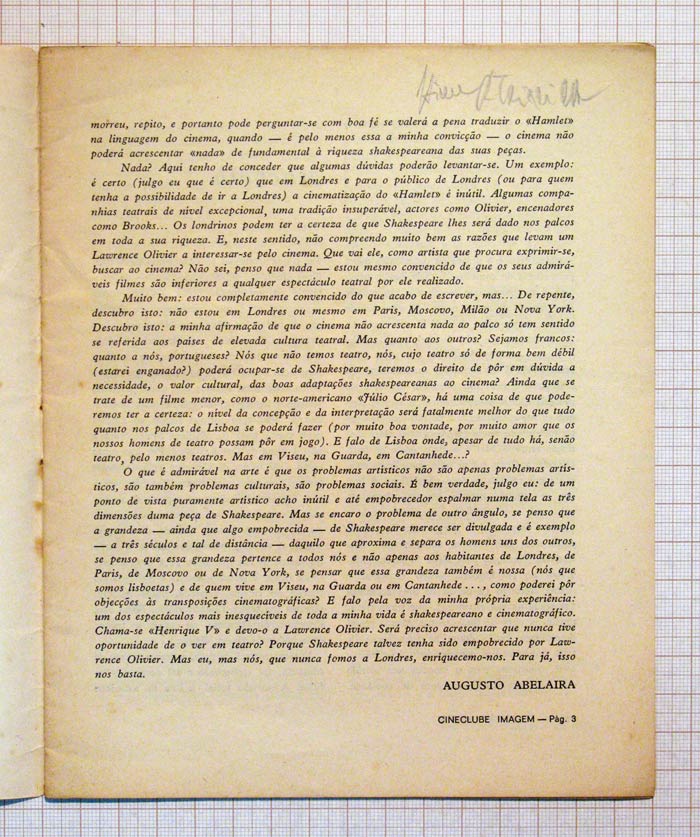 morreu, repito, e portanto pode perguntar-se com boa fé se valerá a pena traduzir o «Hamlet»
na linguagem do cinema, quando — é pelo menos essa a minha convicção — o cinema não
poderá acrescentar «nada» de fundamental à riqueza shakespeareana das suas peças.
Nada? Aqui tenho de conceder que algumas dúvidas poderão levantar-se. Um exemplo:
é certo (julgo eu que é certo) que em Londres e para o público de Londres (ou para quem
tenha a possibilidade de ir a Londres) a cinematização do «Hamlet» é inútil. Algumas compa-
nhias teatrais de nível excepcional, uma tradição insuperável, actores como Olivier, encenadores
como Brooks... Os londrinos podem ter a certeza de que Shakespeare lhes será dado nos palcos
em toda a sua riqueza. E, neste sentido, não compreendo muito bem as razões que levam um
Lawrence Olivier a interessar-se pelo cinema. Que vai ele, como artista que procura exprimir-se,
buscar ao cinema? Não sei, penso que nada — estou mesmo convencido de que os seus admirá-
veis filmes são inferiores a qualquer espectáculo teatral por ele realizado.
Muito bem: estou completamente convencido do que acabo de escrever, mas... De repente,
descubro isto: não estou em Londres ou mesmo em Paris, Moscovo, Milão ou Nova York.
Descubro isto: a minha afirmação de que o cinema não acrescenta nada ao palco só tem sentido
se referida aos países de elevada cultura teatral. Mas quanto aos outros? Sejamos francos:
quanto a nós, portugueses? Nós que não temos teatro, nós, cujo teatro só de forma bem débil
(estarei enganado?) poderá ocupar-se de Shakespeare, teremos o direito de pôr em dúvida a
necessidade, o valor cultural, das boas adaptações shakespeareanas ao cinema? Ainda que se
trate de um filme menor, como o norte-americano «Júlio César», há uma coisa de que pode-
remos ter a certeza: o nível da concepção e da interpretação será fatalmente melhor do que tudo
quanto nos palcos de Lisboa se poderá fazer (por muito boa vontade, por muito amor que os
nossos homens de teatro possam pôr em jogo). E falo de Lisboa onde, apesar de tudo há, senão
teatro, pelo menos teatros. Mas em Viseu, na Guarda, em Cantanhede...?
O que é admirável na arte é que os problemas artísticos não são apenas problemas artís-
ticos, são também problemas culturais, são problemas sociais. É bem verdade, julgo eu: de um
ponto de vista puramente artístico acho inútil e até empobrecedor espalmar numa tela as três
dimensões duma peça de Shakespeare. Mas se encaro o problema de outro ângulo, se penso que
a grandeza — ainda que algo empobrecida — de Shakespeare merece ser divulgada e é exemplo
— a três séculos e tal de distância — daquilo que aproxima e separa os homens uns dos outros,
se penso que essa grandeza pertence a todos nós e não apenas aos habitantes de Londres, de
Paris, de Moscovo ou de Nova York, se pensar que essa grandeza também é nossa (nós que
somos lisboetas) e de quem vive em Viseu, na Guarda ou em Cantanhede ..., como poderei pôr
objecções às transposições cinematográficas? E falo pela voz da minha própria experiência:
um dos espectáculos mais inesquecíveis de toda a minha vida é shakespeareano e cinematográfico.
Chama-se «Henrique V» e devo-o a Lawrence Olivier. Será preciso acrescentar que nunca tive
oportunidade de o ver em teatro? Porque Shakespeare talvez tenha sido empobrecido por Law-
rence Olivier. Mas eu, mas nós, que nunca fomos a Londres, enriquecemo-nos. Para já, isso
nos basta.
AUGUSTO ABELAIRA
CINECLUBE IMAGEM — Pág. 3